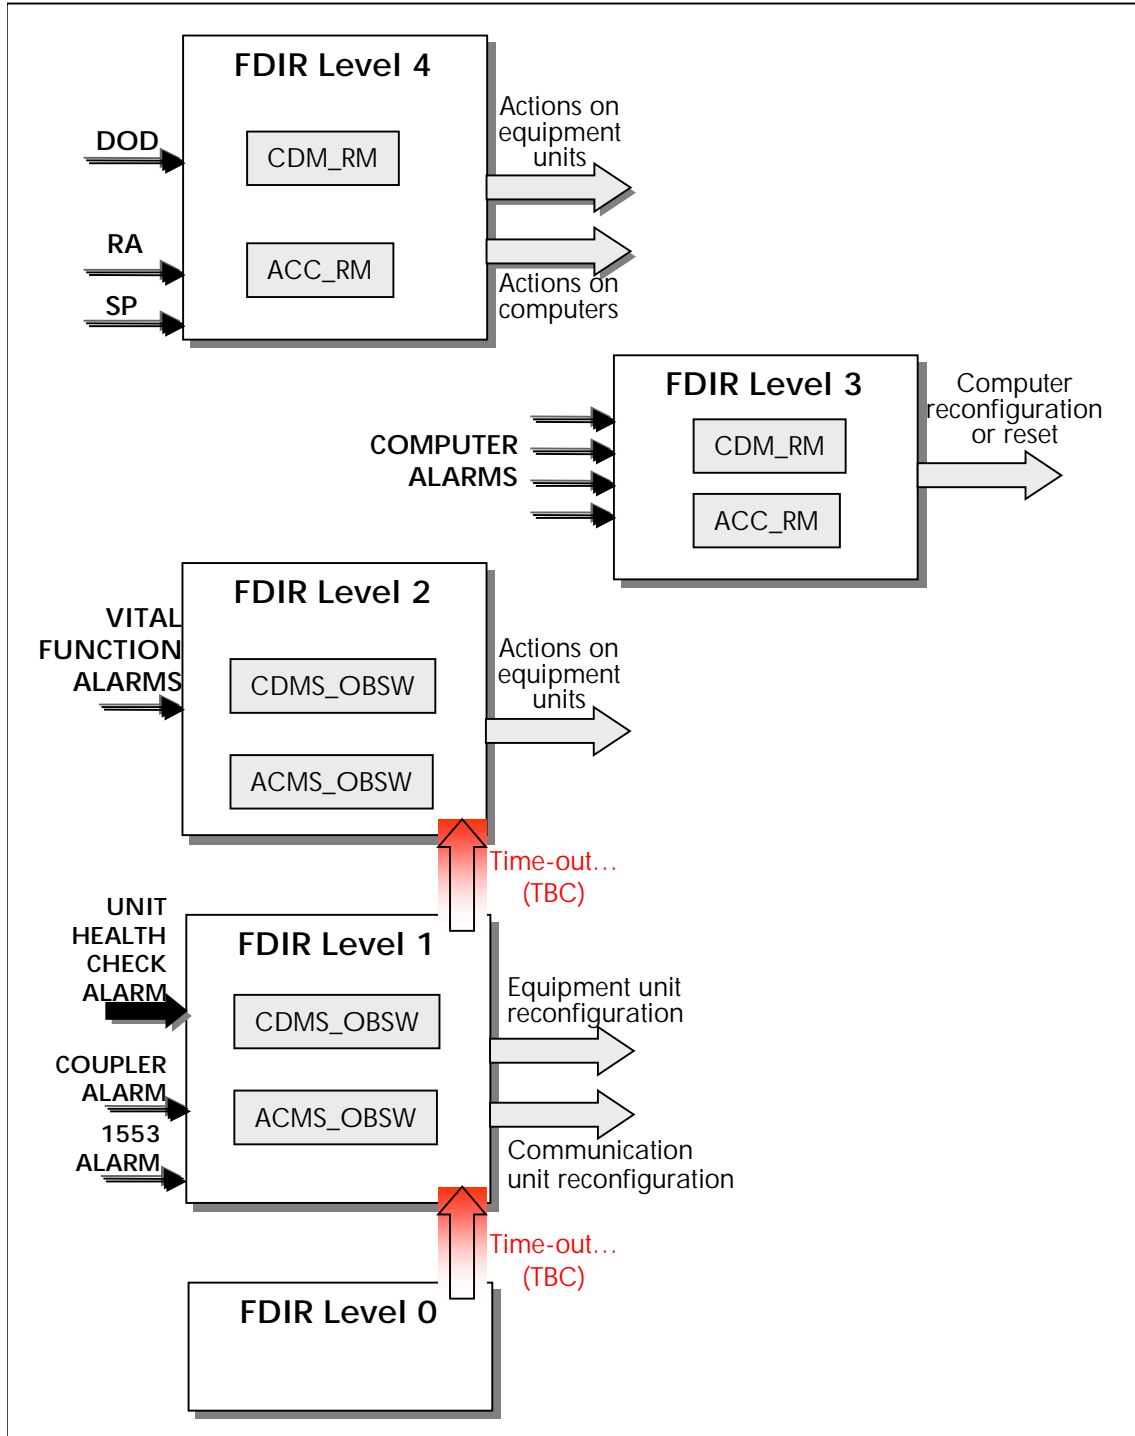 FDIR Level 4
DOD
CDM_RM
Actions on
equipment
units
RA
ACC_RM
SP
Actions on
computers
FDIR Level 3
COMPUTER
ALARMS
CDM_RM
ACC_RM
Computer
reconfiguration
or reset
FDIR Level 2
VITAL
FUNCTION
ALARMS
CDMS_OBSW
ACMS_OBSW
Actions on
equipment
units
Time-out...
(TBC)
FDIR Level 1
UNIT
HEALTH
CHECK
ALARM
CDMS_OBSW
Equipment unit
reconfiguration
COUPLER
ALARM
ACMS_OBSW
1553
ALARM
Communication
unit reconfiguration
Time-out...
(TBC)
FDIR Level 0